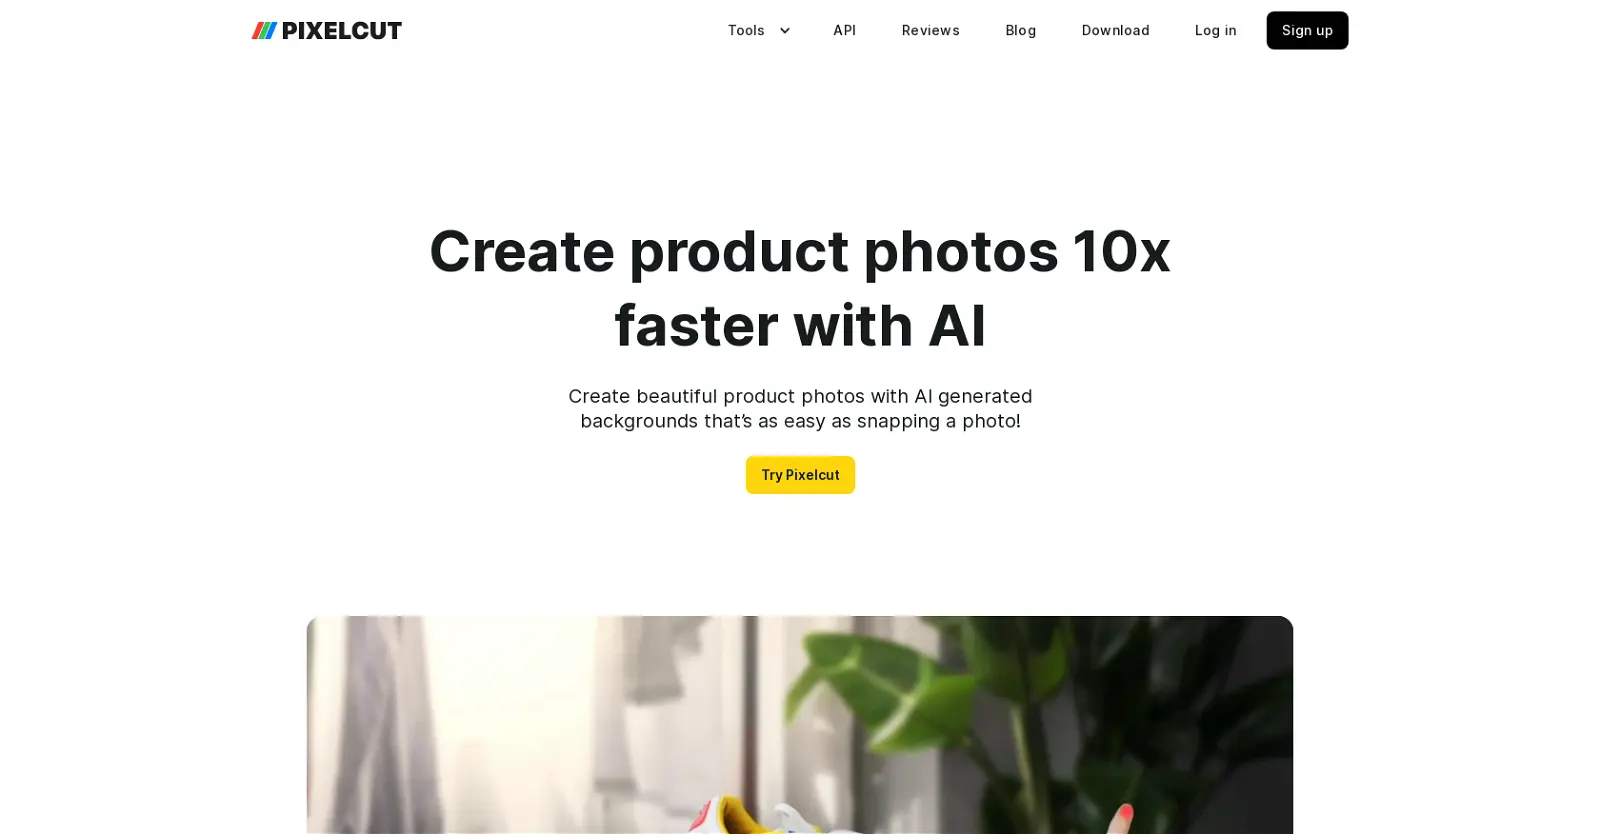 PIXELCUT
Tools
API
Reviews
Blog
Download
Log in
Sign up
Create product photos 10x
faster with AI
Create beautiful product photos with AI generated
backgrounds that’s as easy as snapping a photo!
Try Pixelcut